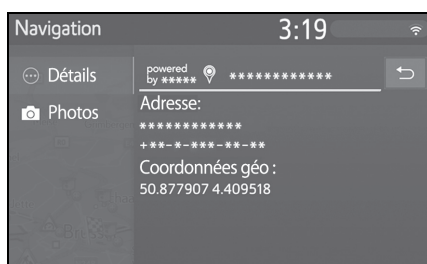 Navigation 3:19
Détails
powered
by ***** ************
Photos
Adresse:
************
+**-*-***-**-**
Coordonnées géo :
50.877907 4.409518